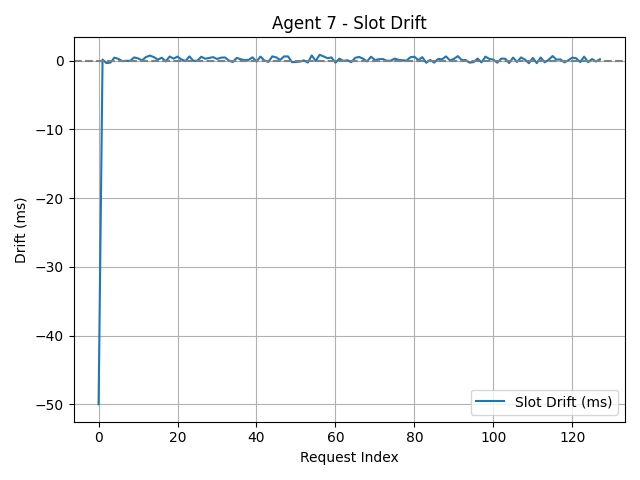 Agent 7 - Slot Drift
Drift (ms)
0
−10
−20
−30
−40
−50
0 20 40 60 80 100 120
Request Index
Slot Drift (ms)